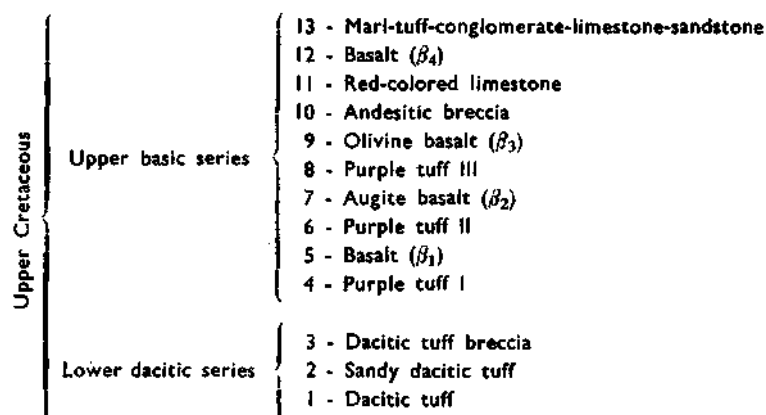 Upper Cretaceous
Upper basic series
13 - Marl-tuff-conglomerate-limestone-sandstone
12 - Basalt (β₄)
11 - Red-colored limestone
10 - Andesitic breccia
9 - Olivine basalt (β₃)
8 - Purple tuff III
7 - Augite basalt (β₂)
6 - Purple tuff II
5 - Basalt (β₁)
4 - Purple tuff I
Lower dacitic series
3 - Dacitic tuff breccia
2 - Sandy dacitic tuff
1 - Dacitic tuff